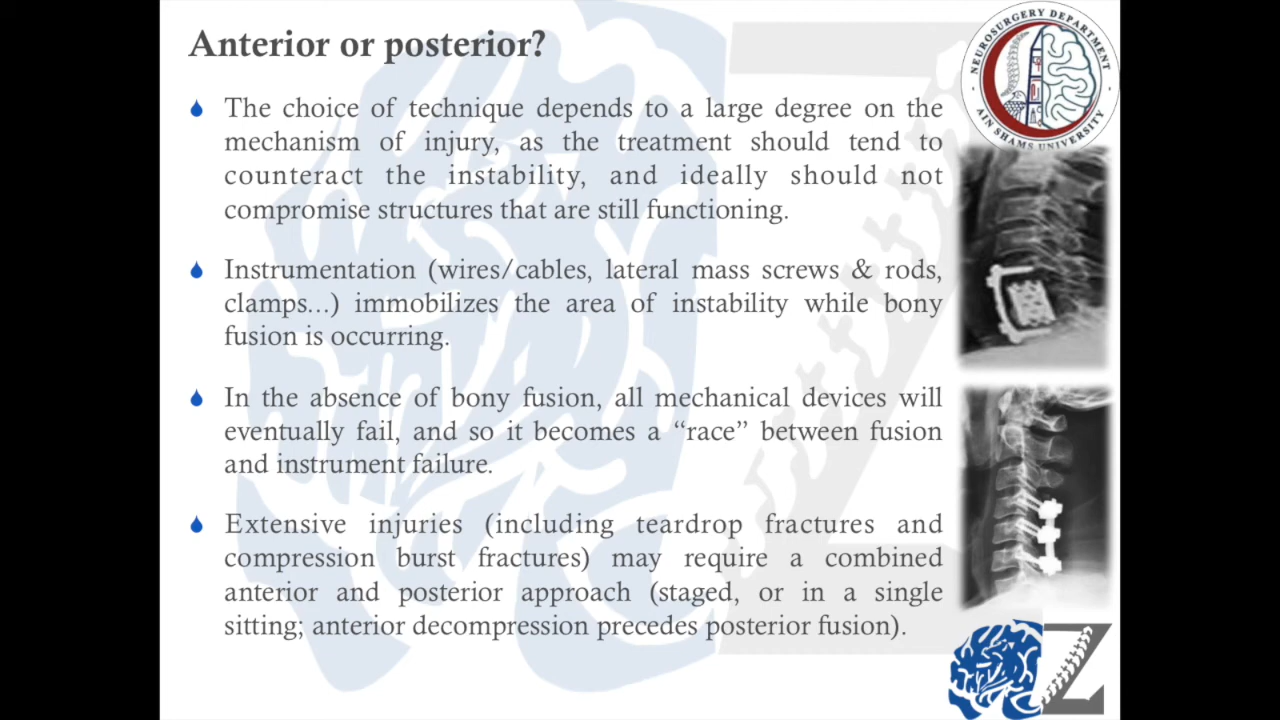 Anterior or posterior?
NEUROSURGERY DEPARTMENT
- AIN SHAMS UNIVERSITY -
The choice of technique depends to a large degree on the
mechanism of injury, as the treatment should tend to
counteract the instability, and ideally should not
compromise structures that are still functioning.
Instrumentation (wires/cables, lateral mass screws & rods,
clamps...) immobilizes the area of instability while bony
fusion is occurring.
In the absence of bony fusion, all mechanical devices will
eventually fail, and so it becomes a “race” between fusion
and instrument failure.
Extensive injuries (including teardrop fractures and
compression burst fractures) may require a combined
anterior and posterior approach (staged, or in a single
sitting; anterior decompression precedes posterior fusion).
Z